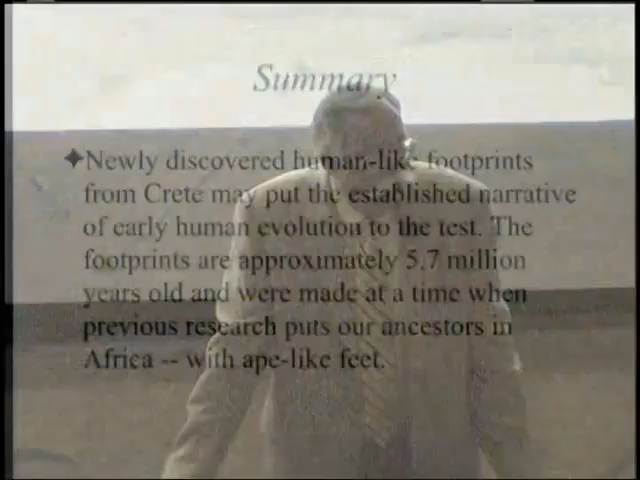 Summary
✦Newly discovered human-like footprints
from Crete may put the established narrative
of early human evolution to the test. The
footprints are approximately 5.7 million
years old and were made at a time when
previous research puts our ancestors in
Africa -- with ape-like feet.